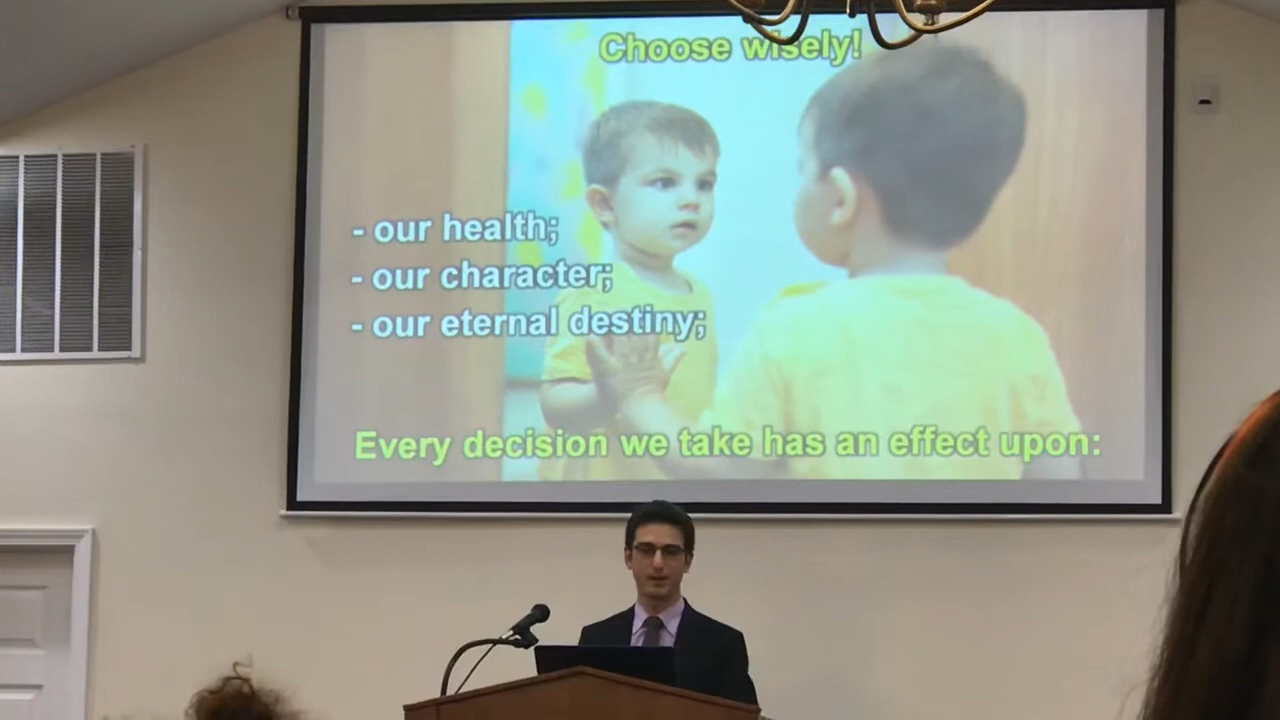 Choose wisely!
- our health;
- our character;
- our eternal destiny;
Every decision we take has an effect upon: